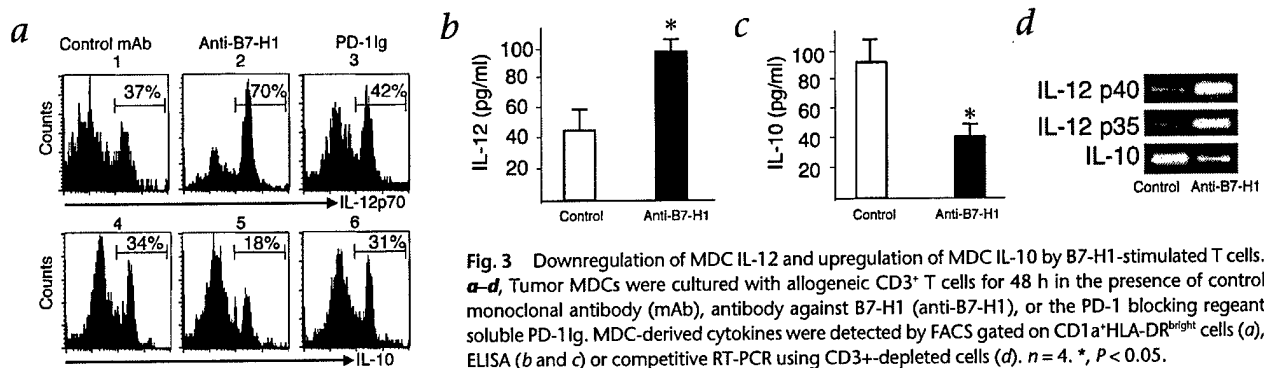 a
Control mAb Anti-B7-H1 PD-1Ig
1 2 3
37% 70% 42%
Counts
IL-12p70
4 5 6
34% 18% 31%
Counts
IL-10
b
IL-12 (pg/ml)
100
80
60
40
20
*
Control Anti-B7-H1
c
IL-10 (pg/ml)
100
80
60
40
20
*
Control Anti-B7-H1
d
IL-12 p40
IL-12 p35
IL-10
Control Anti-B7-H1
Fig. 3 Downregulation of MDC IL-12 and upregulation of MDC IL-10 by B7-H1-stimulated T cells.
a–d, Tumor MDCs were cultured with allogeneic CD3+ T cells for 48 h in the presence of control
monoclonal antibody (mAb), antibody against B7-H1 (anti-B7-H1), or the PD-1 blocking regeant
soluble PD-1Ig. MDC-derived cytokines were detected by FACS gated on CD1a+HLA-DRbright cells (a),
ELISA (b and c) or competitive RT-PCR using CD3+-depleted cells (d). n = 4. *, P < 0.05.